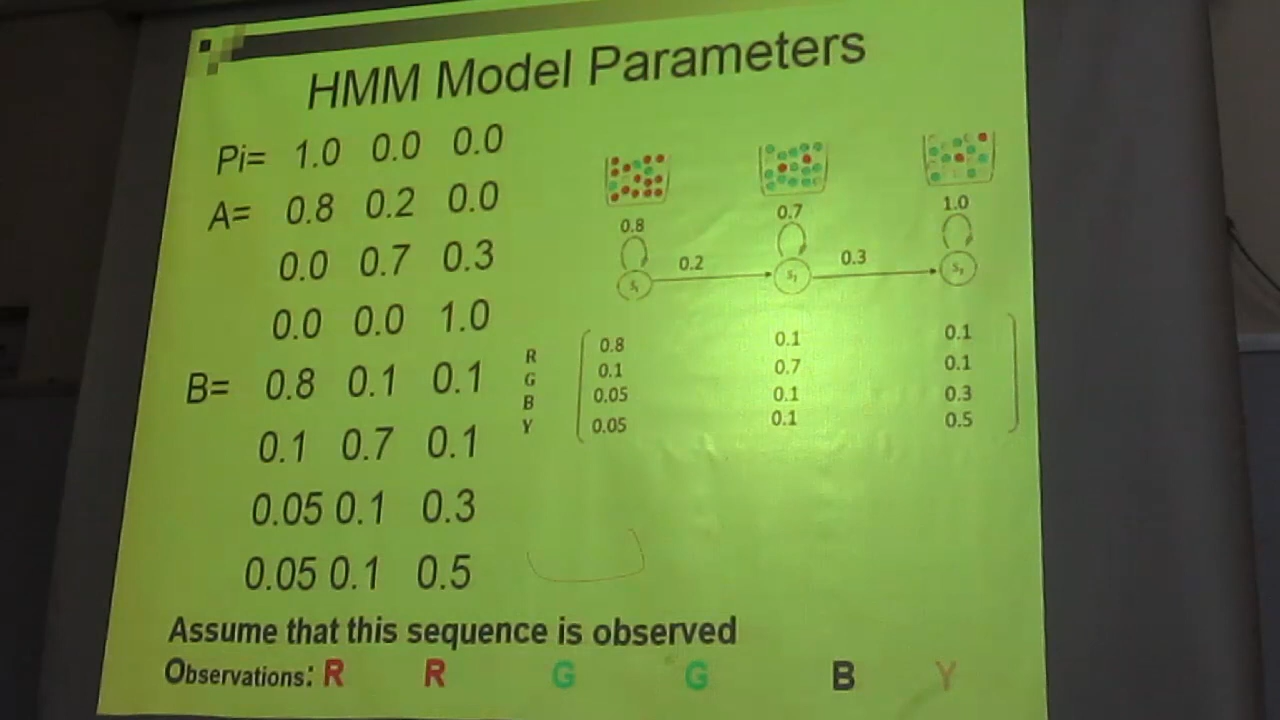 HMM Model Parameters
Pi= 1.0 0.0 0.0
A= 0.8 0.2 0.0
0.0 0.7 0.3
0.0 0.0 1.0
B= 0.8 0.1 0.1
0.1 0.7 0.1
0.05 0.1 0.3
0.05 0.1 0.5
0.8 0.7 1.0
0.2 0.3
R 0.8 0.1 0.1
G 0.1 0.7 0.1
B 0.05 0.1 0.3
Y 0.05 0.1 0.5
Assume that this sequence is observed
Observations: R R G G B Y